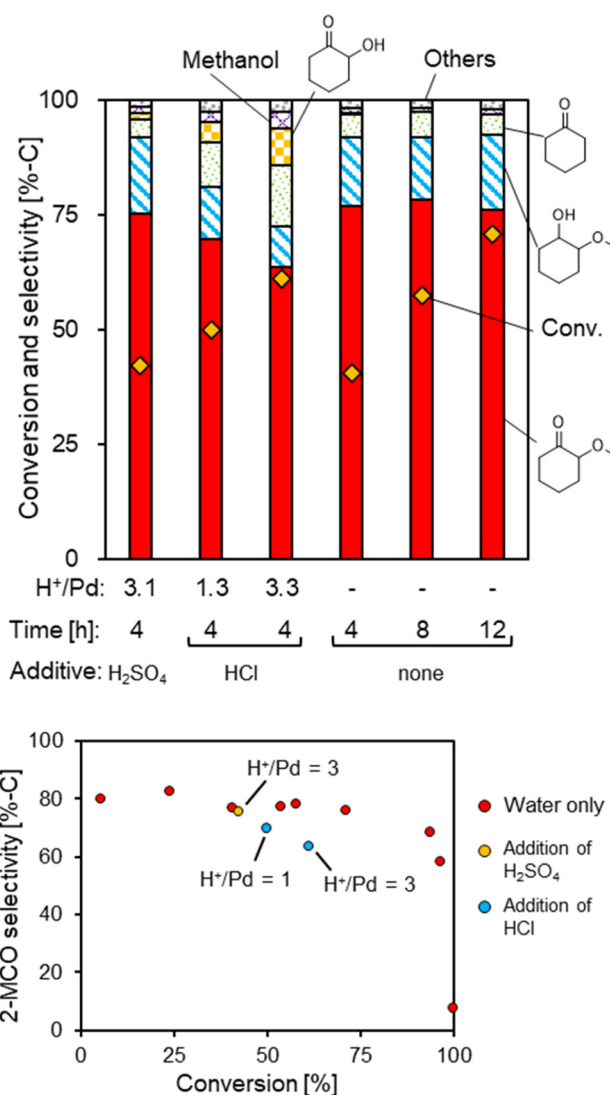 O
OH
Methanol
Others
Conversion and selectivity [%-C]
100
75
50
25
0
O
OH
O
Conv.
O
O
H⁺/Pd: 3.1 1.3 3.3 - - -
Time [h]: 4 4 4 4 8 12
Additive: H₂SO₄ HCl none
2-MCO selectivity [%-C]
100
80
60
40
20
0
H⁺/Pd = 3
H⁺/Pd = 1
H⁺/Pd = 3
0 25 50 75 100
Conversion [%]
Water only
Addition of
H₂SO₄
Addition of
HCl